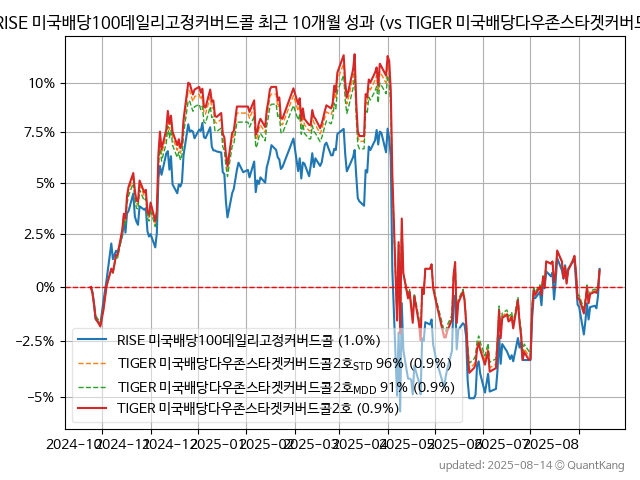 RISE 미국배당100데일리고정커버드콜 최근 10개월 성과 (vs TIGER 미국배당다우존스타겟커버드
10%
7.5%
5%
2.5%
0%
−2.5%
−5%
RISE 미국배당100데일리고정커버드콜 (1.0%)
TIGER 미국배당다우존스타겟커버드콜2호STD 96% (0.9%)
TIGER 미국배당다우존스타겟커버드콜2호MDD 91% (0.9%)
TIGER 미국배당다우존스타겟커버드콜2호 (0.9%)
2024−10 2024−11 2024−12 2025−01 2025−02 2025−03 2025−04 2025−05 2025−06 2025−07 2025−08
updated: 2025-08-14 © QuantKang